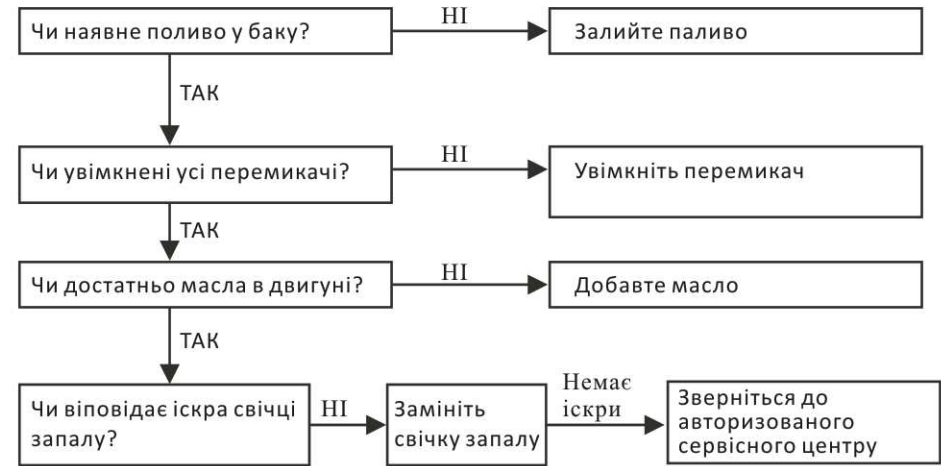 Чи наявне поливо у баку?
НІ
Залийте паливо
ТАК
Чи увімкнені усі перемикачі?
НІ
Увімкніть перемикач
ТАК
Чи достатньо масла в двигуні?
НІ
Добавте масло
ТАК
Чи віповідає іскра свічці
запалу?
НІ
Замініть
свічку запалу
Немає
іскри
Зверніться до
авторизованого
сервісного центру